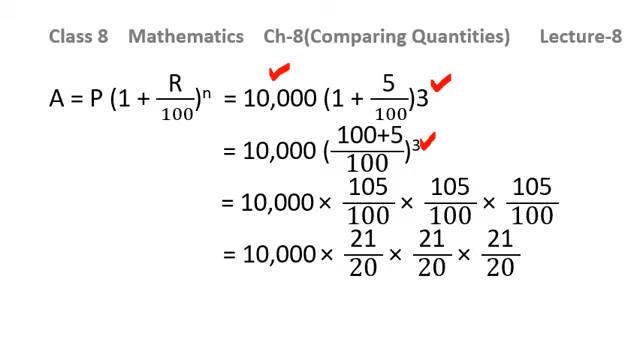 Class 8 Mathematics Ch-8(Comparing Quantities) Lecture-8
A = P (1 + R/100)ⁿ = 10,000 (1 + 5/100)3
= 10,000 (100+5/100)³
= 10,000 × 105/100 × 105/100 × 105/100
= 10,000 × 21/20 × 21/20 × 21/20